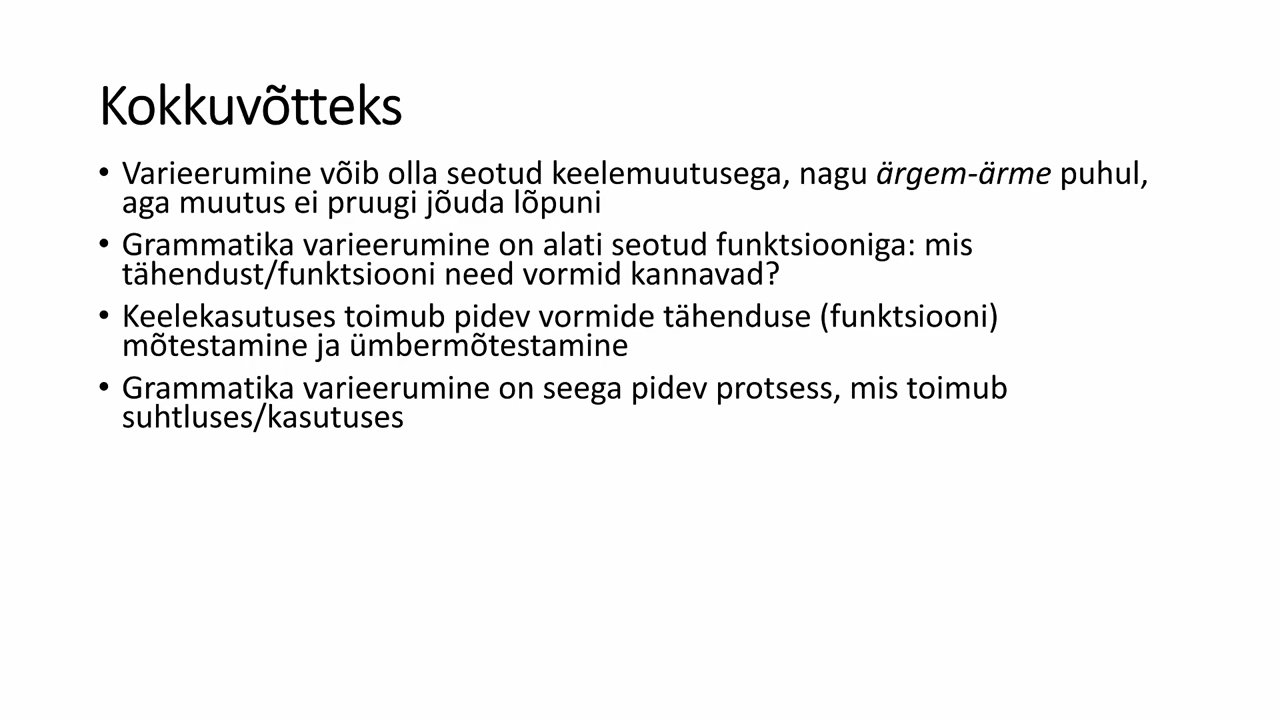 Kokkuvõtteks
• Varieerumine võib olla seotud keelemuutusega, nagu ärgem-ärme puhul,
aga muutus ei pruugi jõuda lõpuni
• Grammatika varieerumine on alati seotud funktsiooniga: mis
tähendust/funktsiooni need vormid kannavad?
• Keelekasutuses toimub pidev vormide tähenduse (funktsiooni)
mõtestamine ja ümbermõtestamine
• Grammatika varieerumine on seega pidev protsess, mis toimub
suhtluses/kasutuses